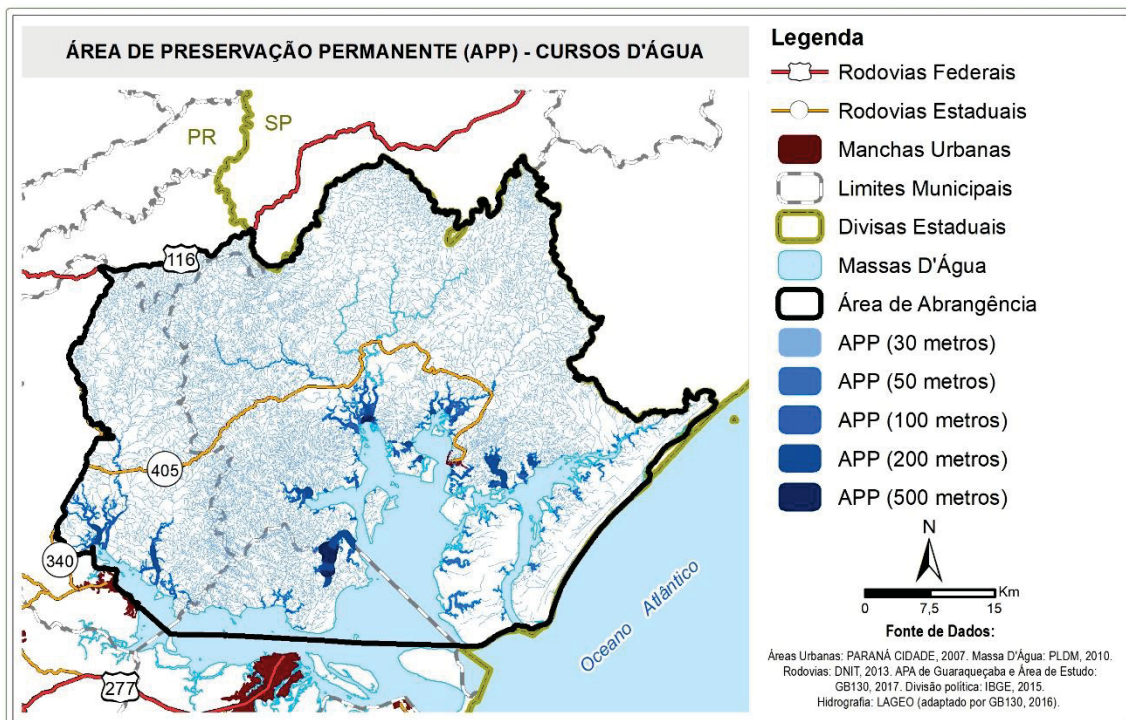 ÁREA DE PRESERVAÇÃO PERMANENTE (APP) - CURSOS D'ÁGUA
PR
SP
116
405
340
277
Oceano Atlântico
Legenda
Rodovias Federais
Rodovias Estaduais
Manchas Urbanas
Limites Municipais
Divisas Estaduais
Massas D'Água
Área de Abrangência
APP (30 metros)
APP (50 metros)
APP (100 metros)
APP (200 metros)
APP (500 metros)
N
Km
0 7,5 15
Fonte de Dados:
Áreas Urbanas: PARANÁ CIDADE, 2007. Massa D'Água: PLDM, 2010.
Rodovias: DNIT, 2013. APA de Guaraqueçaba e Área de Estudo:
GB130, 2017. Divisão política: IBGE, 2015.
Hidrografia: LAGEO (adaptado por GB130, 2016).